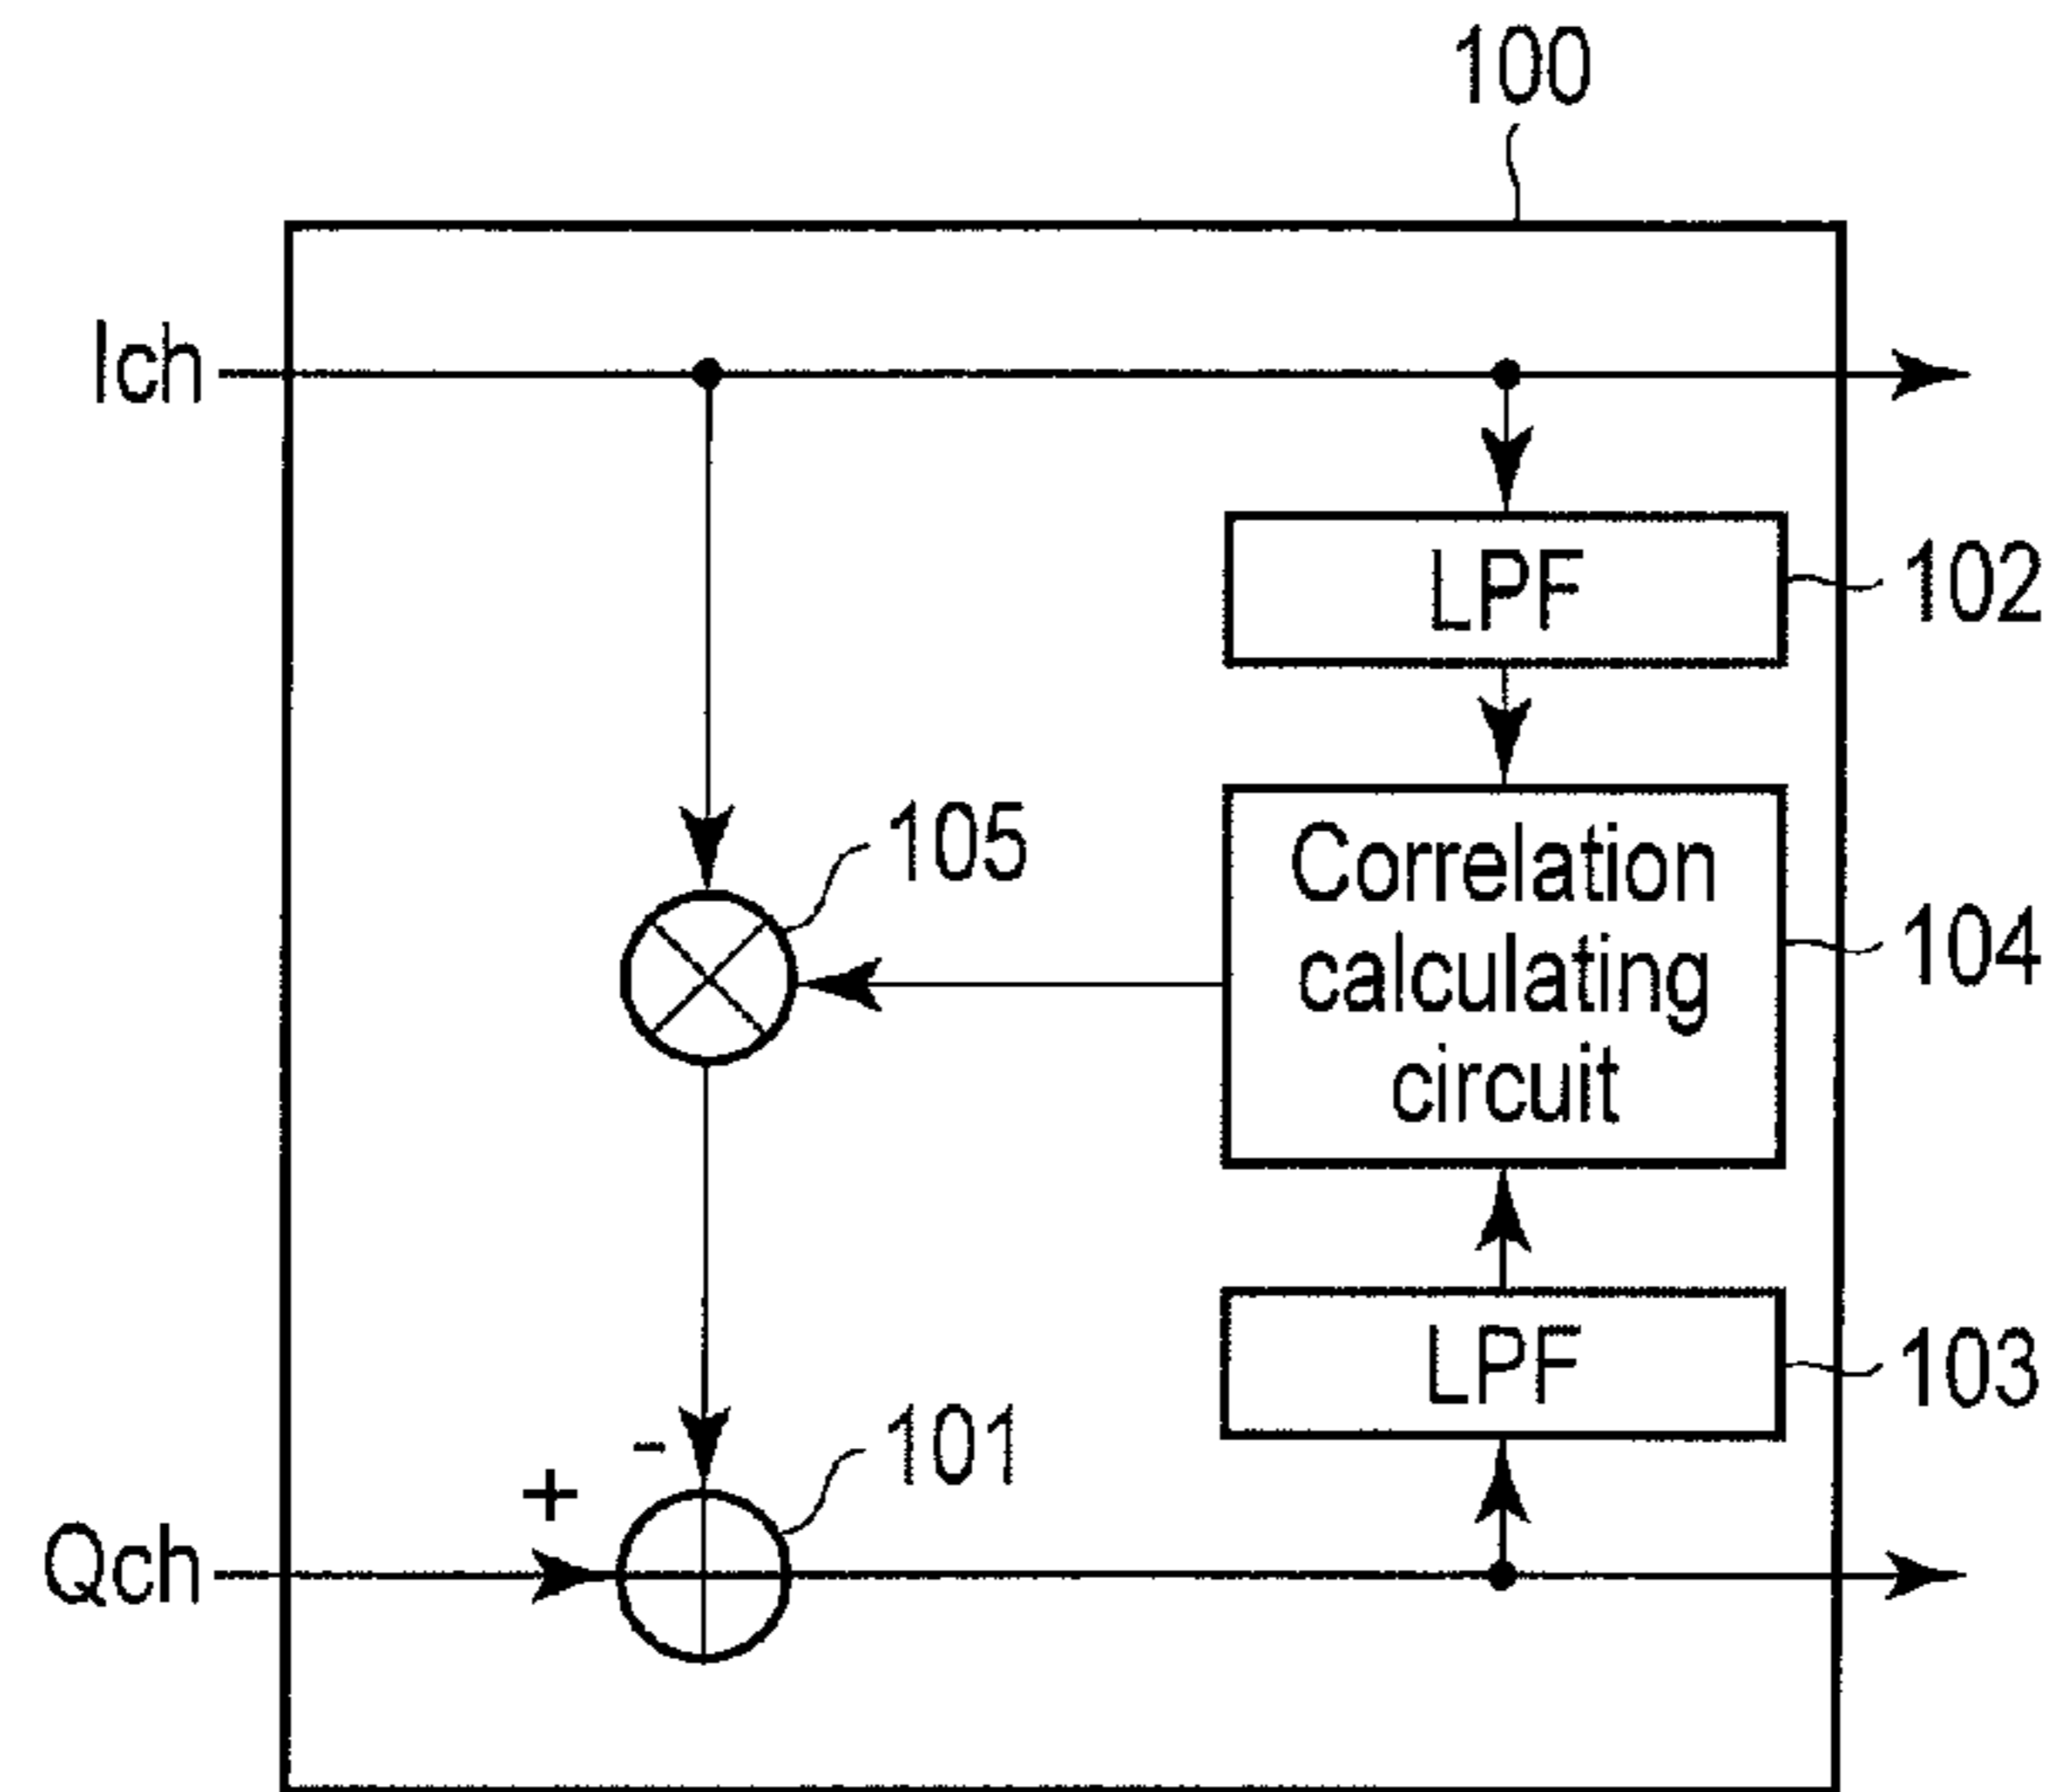 100
Ich
LPF
102
105
Correlation
calculating
circuit
104
LPF
103
-
101
+
Qch